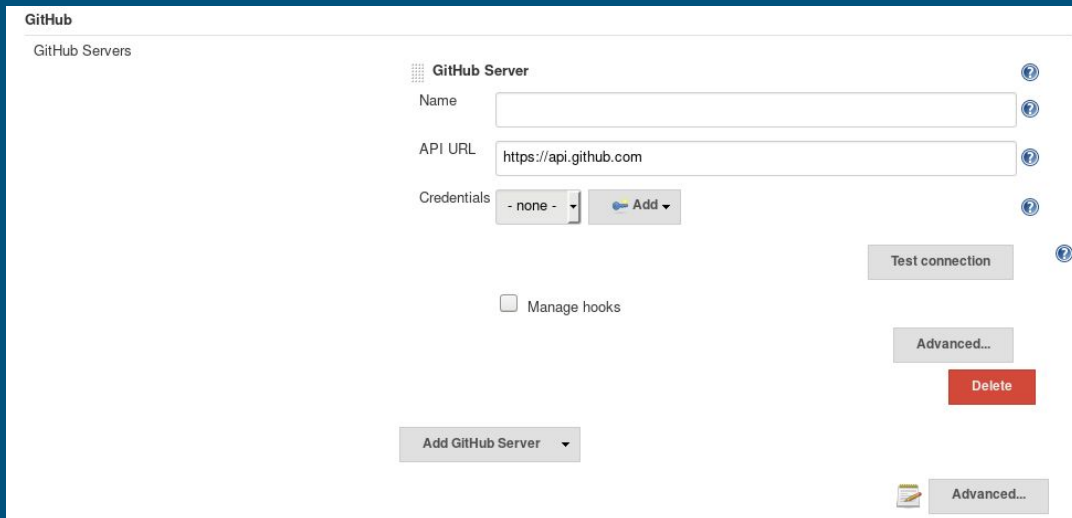 GitHub
GitHub Servers
GitHub Server
Name
API URL
https://api.github.com
Credentials
- none -
Add
Test connection
Manage hooks
Advanced...
Delete
Add GitHub Server
Advanced...